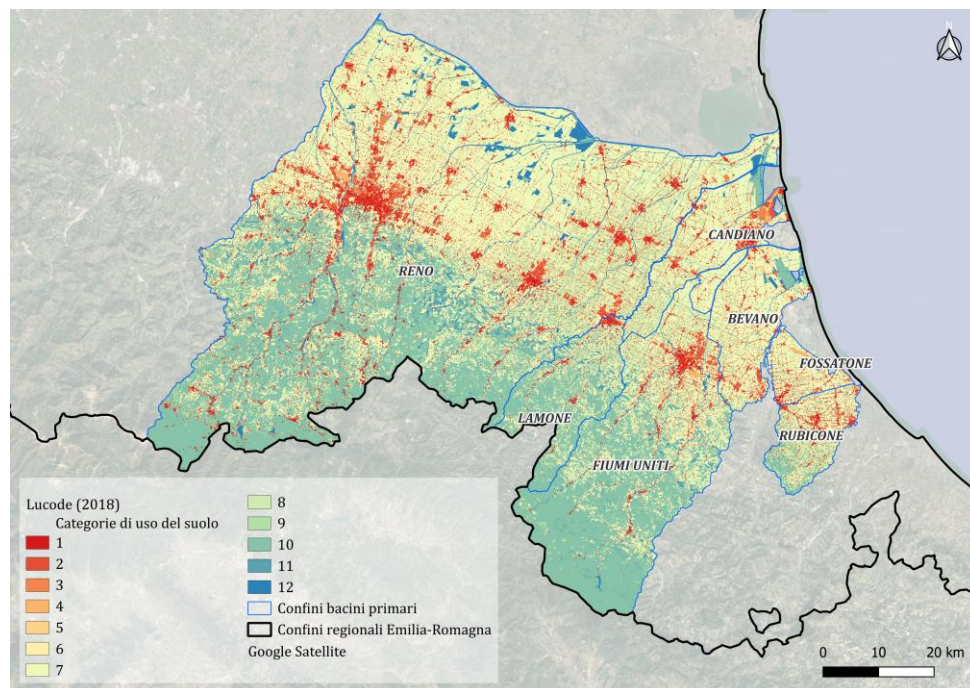 N
CANDIANO
RENO
BEVANO
FOSSATONE
LAMONE
RUBICONE
FIUMI UNITI
Lucode (2018)
Categorie di uso del suolo
1
2
3
4
5
6
7
8
9
10
11
12
Confini bacini primari
Confini regionali Emilia-Romagna
Google Satellite
0 10 20 km